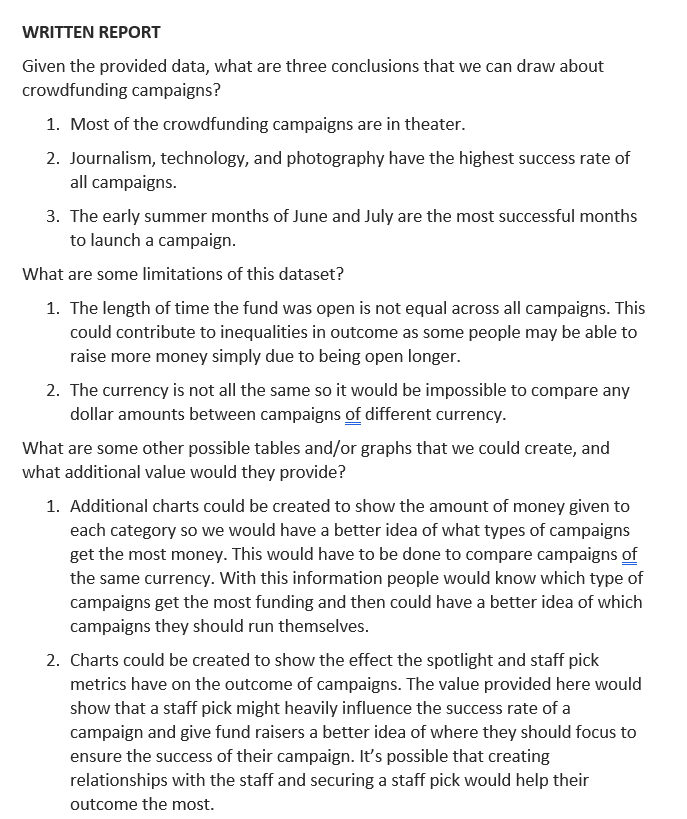 WRITTEN REPORT
Given the provided data, what are three conclusions that we can draw about
crowdfunding campaigns?
1. Most of the crowdfunding campaigns are in theater.
2. Journalism, technology, and photography have the highest success rate of
all campaigns.
3. The early summer months of June and July are the most successful months
to launch a campaign.
What are some limitations of this dataset?
1. The length of time the fund was open is not equal across all campaigns. This
could contribute to inequalities in outcome as some people may be able to
raise more money simply due to being open longer.
2. The currency is not all the same so it would be impossible to compare any
dollar amounts between campaigns of different currency.
What are some other possible tables and/or graphs that we could create, and
what additional value would they provide?
1. Additional charts could be created to show the amount of money given to
each category so we would have a better idea of what types of campaigns
get the most money. This would have to be done to compare campaigns of
the same currency. With this information people would know which type of
campaigns get the most funding and then could have a better idea of which
campaigns they should run themselves.
2. Charts could be created to show the effect the spotlight and staff pick
metrics have on the outcome of campaigns. The value provided here would
show that a staff pick might heavily influence the success rate of a
campaign and give fund raisers a better idea of where they should focus to
ensure the success of their campaign. It’s possible that creating
relationships with the staff and securing a staff pick would help their
outcome the most.